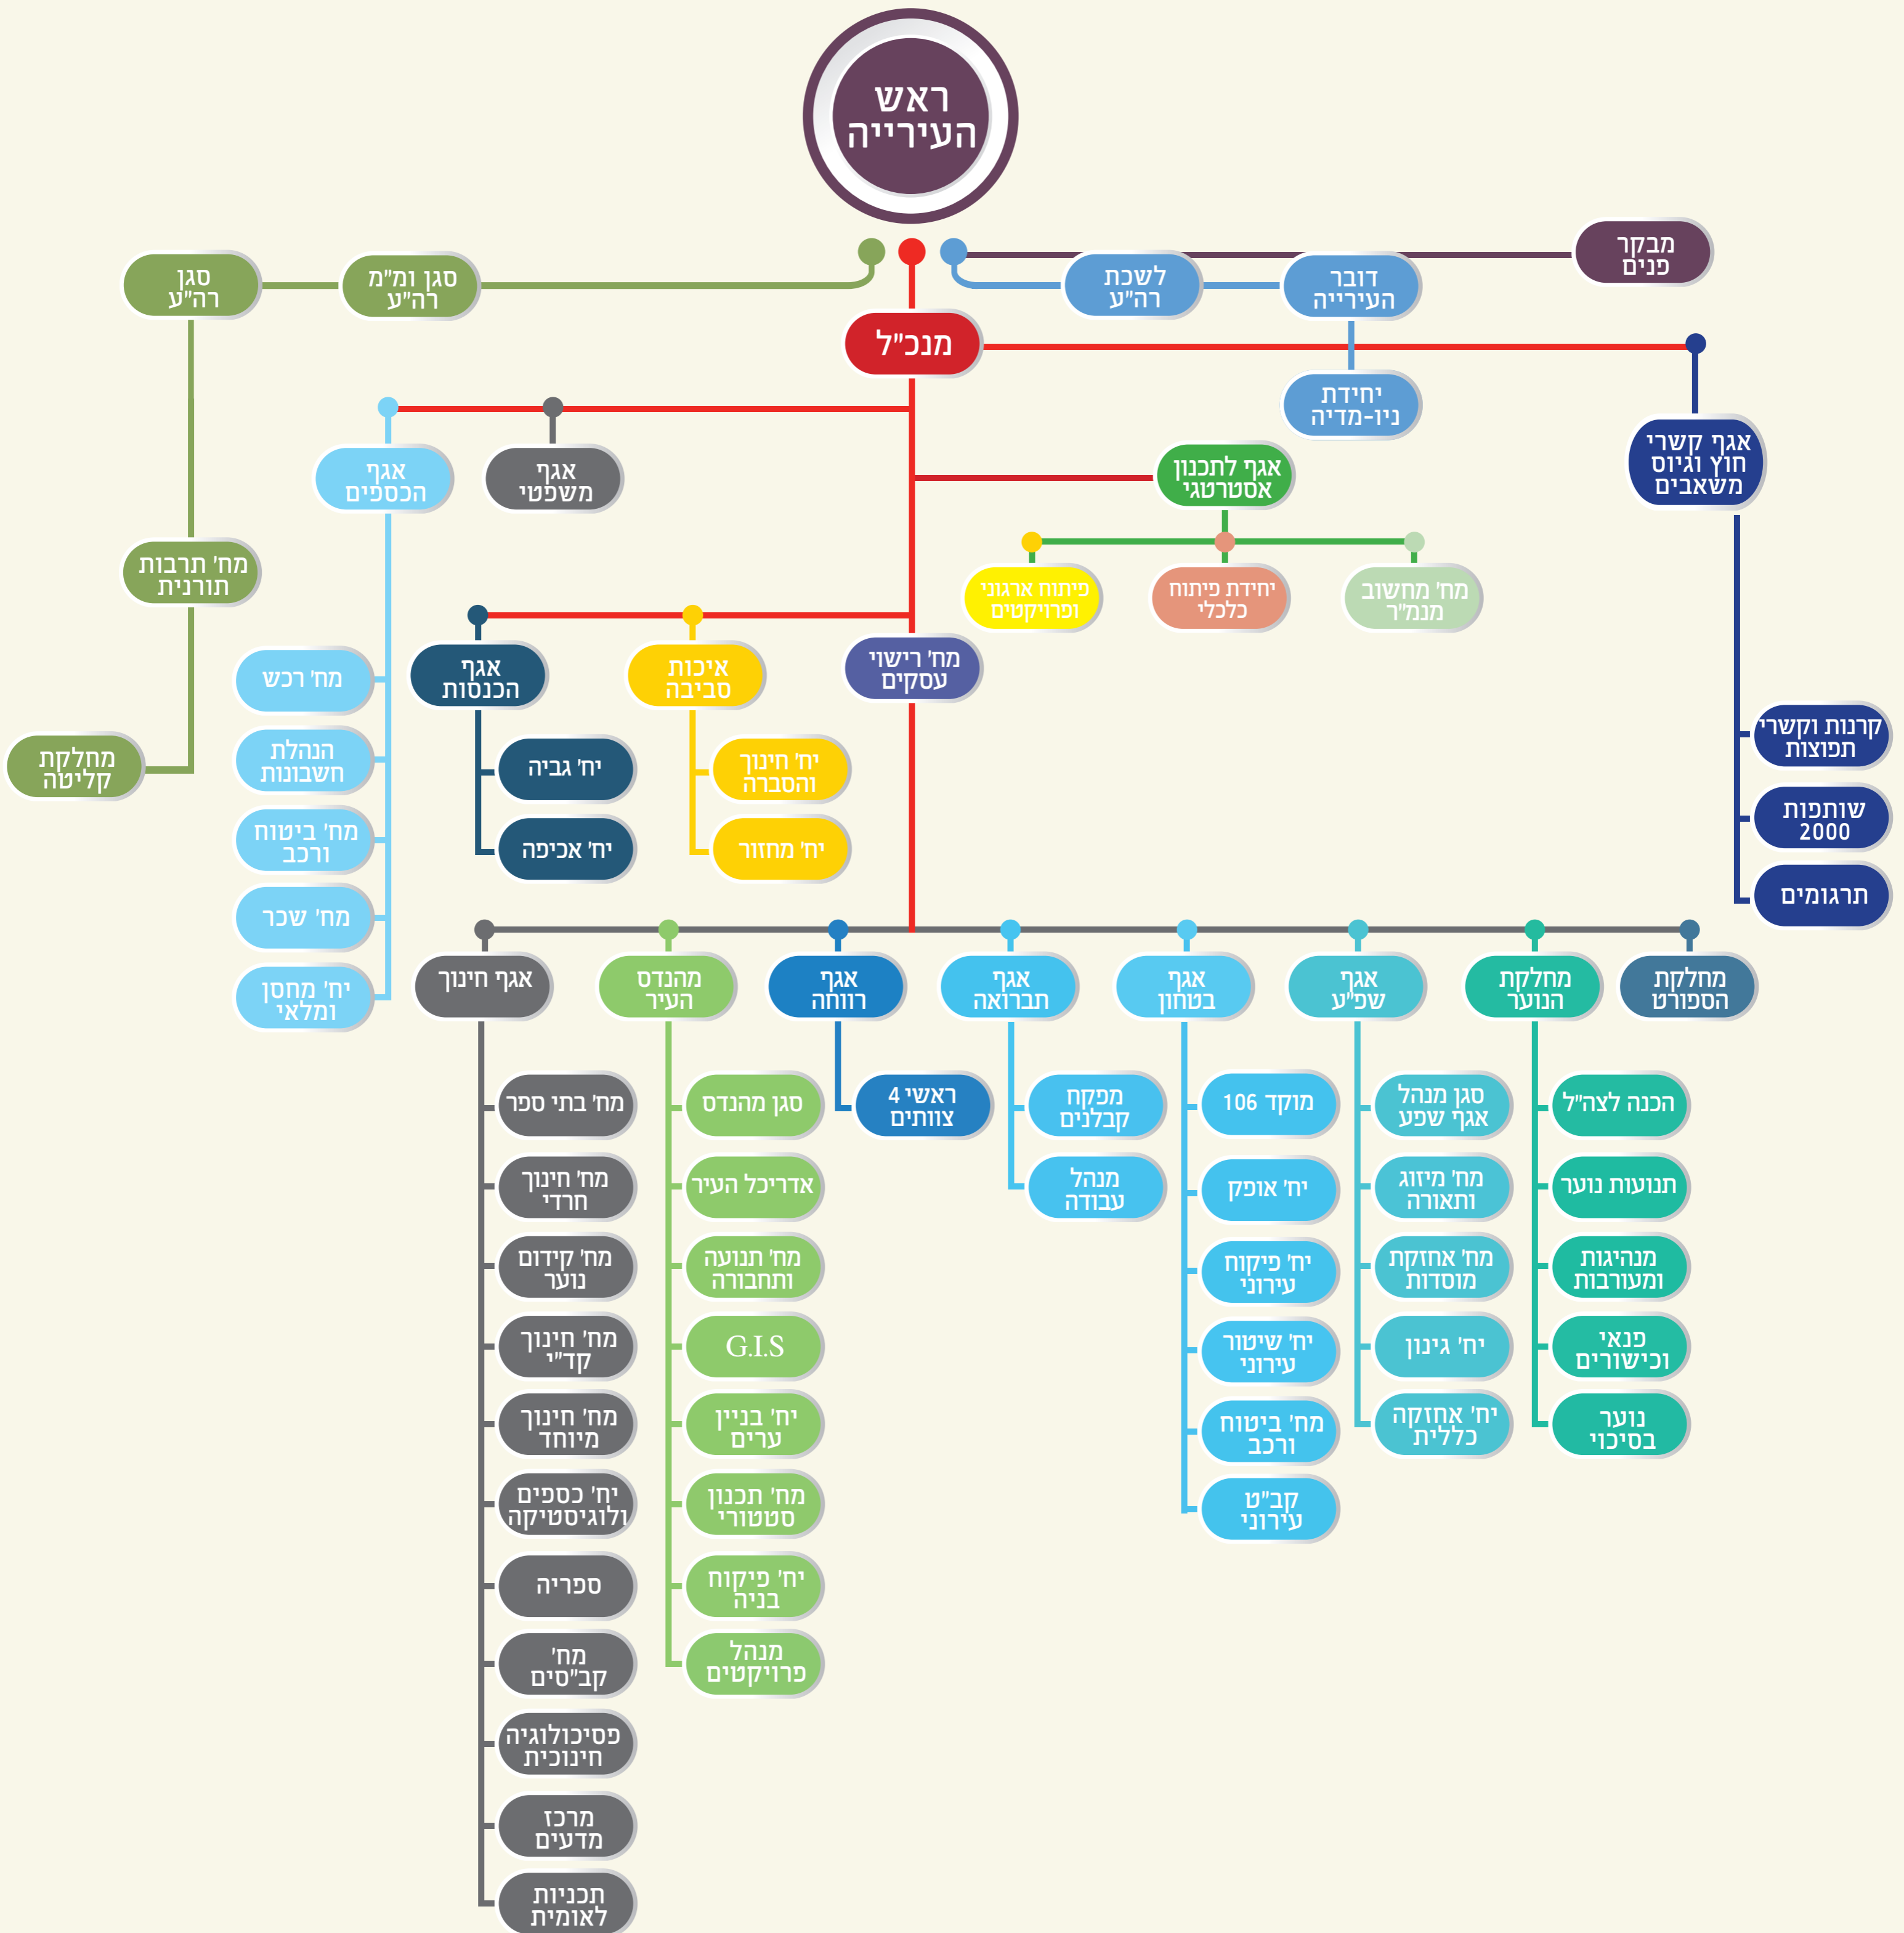 ראש
העירייה
מבקר
פנים
דובר
העירייה
לשכת
רה"ע
סגן ומ"מ
רה"ע
סגן
רה"ע
מנכ"ל
יחידת
ניו-מדיה
אגף קשרי
חוץ וגיוס
משאבים
אגף לתכנון
אסטרטגי
אגף
משפטי
אגף
הכספים
מח' תרבות
תורנית
מח' מחשוב
מנמ"ר
יחידת פיתוח
כלכלי
פיתוח ארגוני
ופרויקטים
מח' רישוי
עסקים
איכות
סביבה
אגף
הכנסות
מח' רכש
קרנות וקשרי
תפוצות
יח' חינוך
והסברה
יח' גביה
הנהלת
חשבונות
מחלקת
קליטה
שותפות
2000
יח' מחזור
יח' אכיפה
מח' ביטוח
ורכב
תרגומים
מח' שכר
יח' מחסן
ומלאי
מחלקת
הספורט
מחלקת
הנוער
אגף
שפ"ע
אגף
בטחון
אגף
תברואה
אגף
רווחה
מהנדס
העיר
אגף חינוך
הכנה לצה"ל
תנועות נוער
מנהיגות
ומעורבות
פנאי
וכישורים
נוער
בסיכוי
סגן מנהל
אגף שפע
מח' מיזוג
ותאורה
מח' אחזקת
מוסדות
יח' גינון
יח' אחזקה
כללית
מוקד 106
יח' אופק
יח' פיקוח
עירוני
יח' שיטור
עירוני
מח' ביטוח
ורכב
קב"ט
עירוני
מפקח
קבלנים
מנהל
עבודה
ראשי 4
צוותים
סגן מהנדס
אדריכל העיר
מח' תנועה
ותחבורה
G.I.S
יח' בניין
ערים
מח' תכנון
סטטורי
יח' פיקוח
בניה
מנהל
פרויקטים
מח' בתי ספר
מח' חינוך
חרדי
מח' קידום
נוער
מח' חינוך
קד"י
מח' חינוך
מיוחד
יח' כספים
ולוגיסטיקה
ספריה
מח'
קב"סים
פסיכולוגיה
חינוכית
מרכז
מדעים
תכניות
לאומית